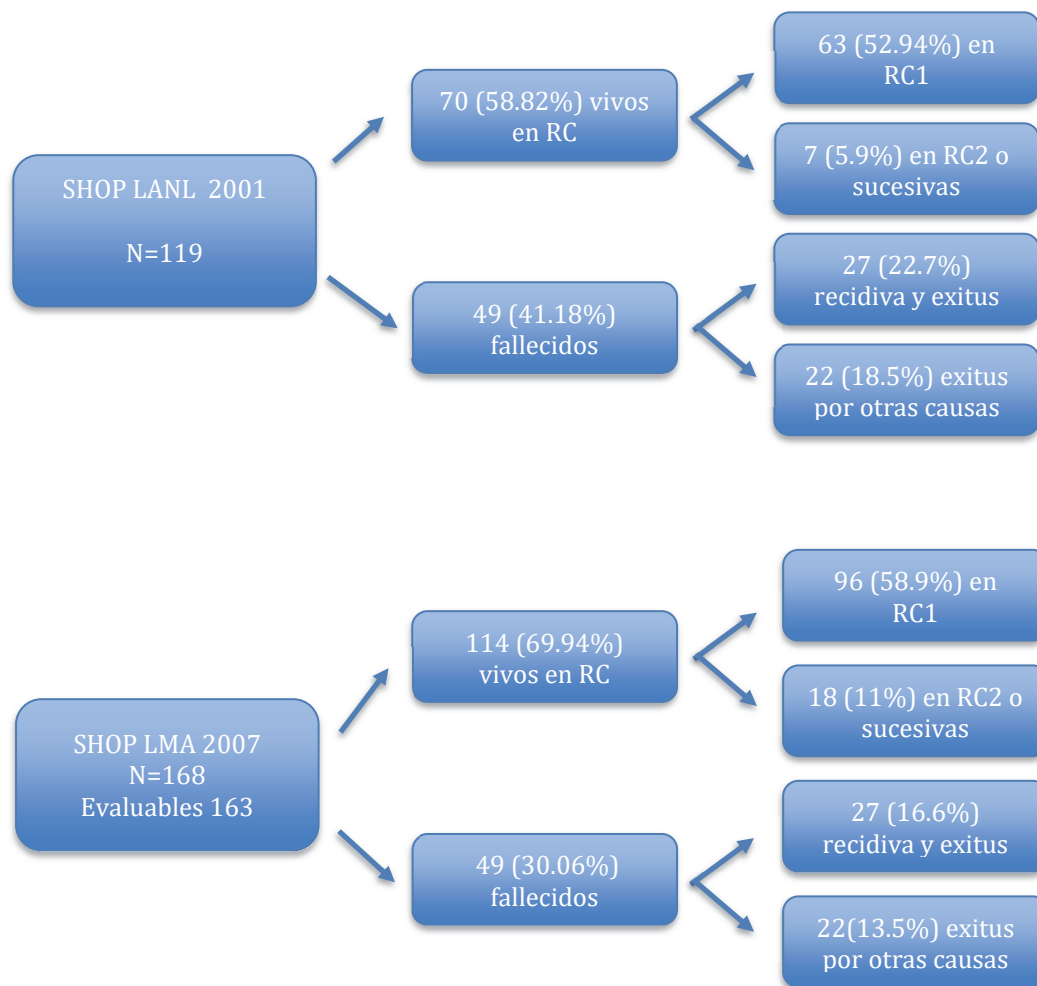 SHOP LANL 2001
N=119
70 (58.82%) vivos
en RC
49 (41.18%)
fallecidos
63 (52.94%) en
RC1
7 (5.9%) en RC2 o
sucesivas
27 (22.7%)
recidiva y exitus
22 (18.5%) exitus
por otras causas
SHOP LMA 2007
N=168
Evaluables 163
114 (69.94%)
vivos en RC
49 (30.06%)
fallecidos
96 (58.9%) en
RC1
18 (11%) en RC2 o
sucesivas
27 (16.6%)
recidiva y exitus
22(13.5%) exitus
por otras causas